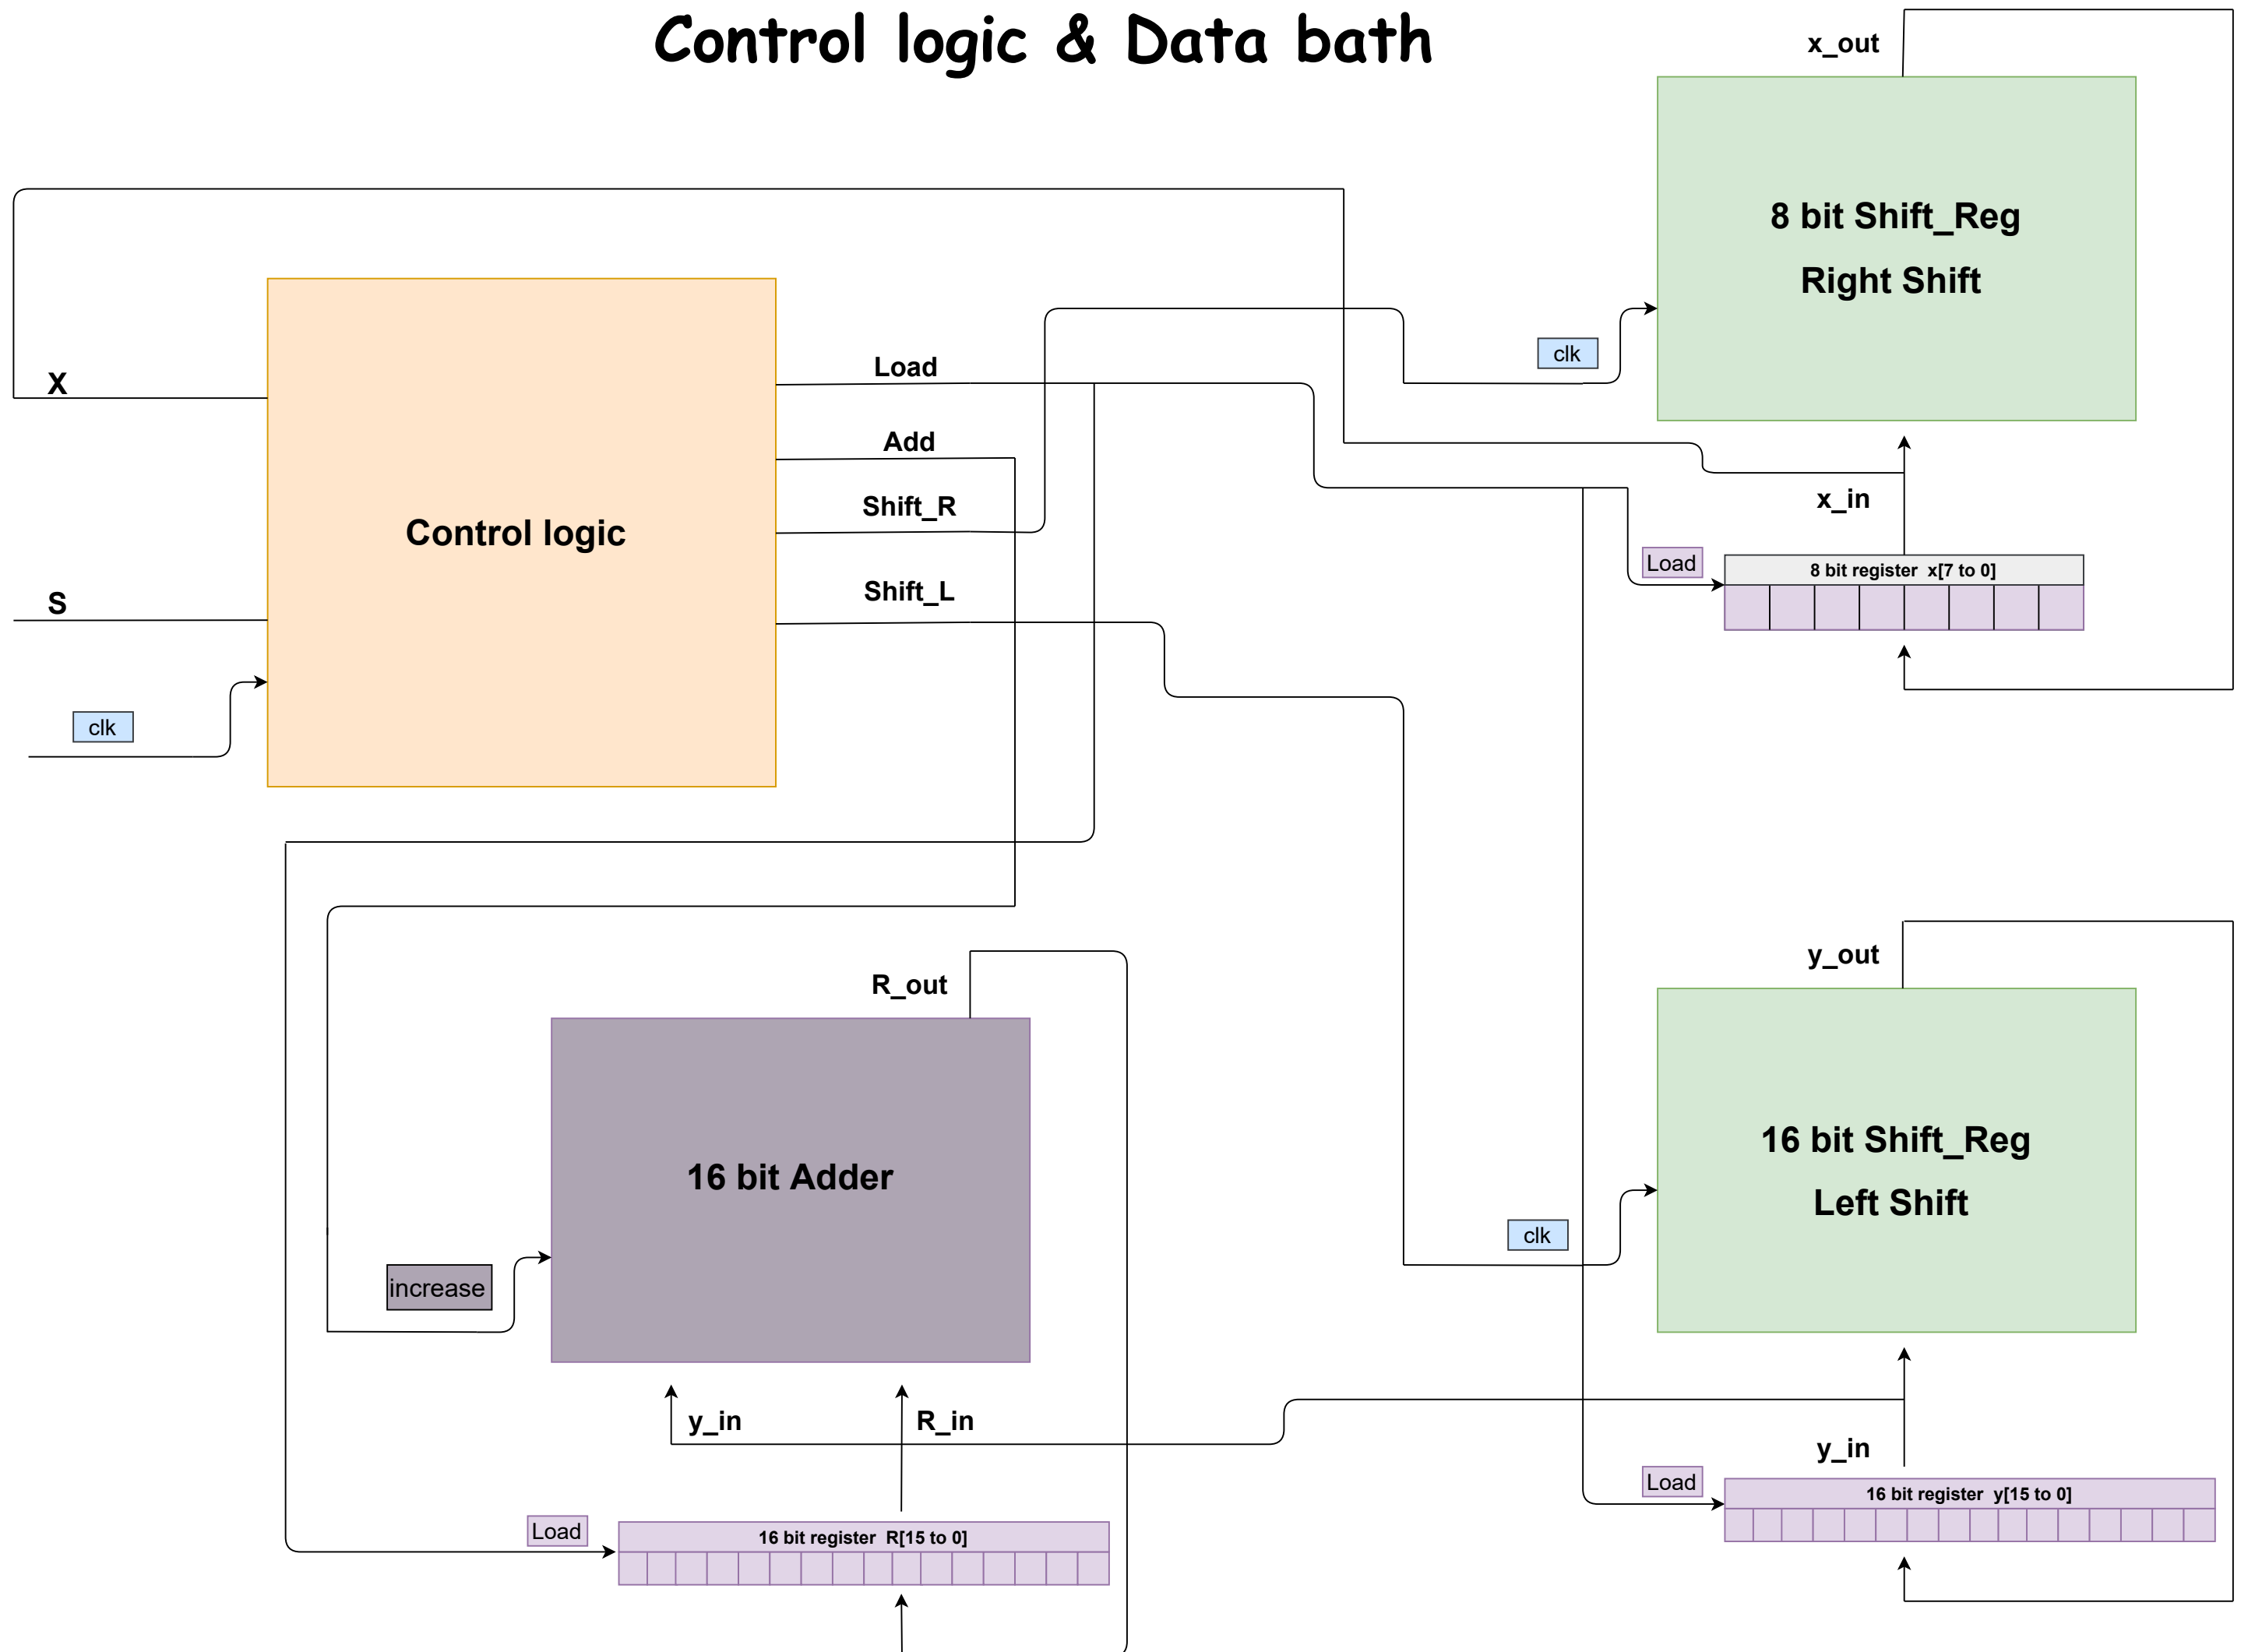 Control logic & Data bath
x_out
8 bit Shift_Reg
Right Shift
clk
X
Load
Add
Shift_R
Control logic
x_in
Load
8 bit register  x[7 to 0]
Shift_L
S
clk
R_out
16 bit Adder
increase
y_in
R_in
Load
16 bit register  R[15 to 0]
y_out
16 bit Shift_Reg
Left Shift
clk
y_in
Load
16 bit register  y[15 to 0]